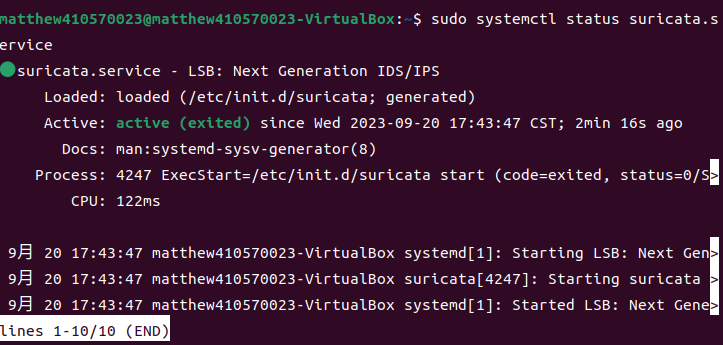 matthew410570023@matthew410570023-VirtualBox:~$ sudo systemctl status suricata.s
ervice
suricata.service - LSB: Next Generation IDS/IPS
Loaded: loaded (/etc/init.d/suricata; generated)
Active: active (exited) since Wed 2023-09-20 17:43:47 CST; 2min 16s ago
Docs: man:systemd-sysv-generator(8)
Process: 4247 ExecStart=/etc/init.d/suricata start (code=exited, status=0/S>
CPU: 122ms
9月 20 17:43:47 matthew410570023-VirtualBox systemd[1]: Starting LSB: Next Gen>
9月 20 17:43:47 matthew410570023-VirtualBox suricata[4247]: Starting suricata >
9月 20 17:43:47 matthew410570023-VirtualBox systemd[1]: Started LSB: Next Gene>
lines 1-10/10 (END)